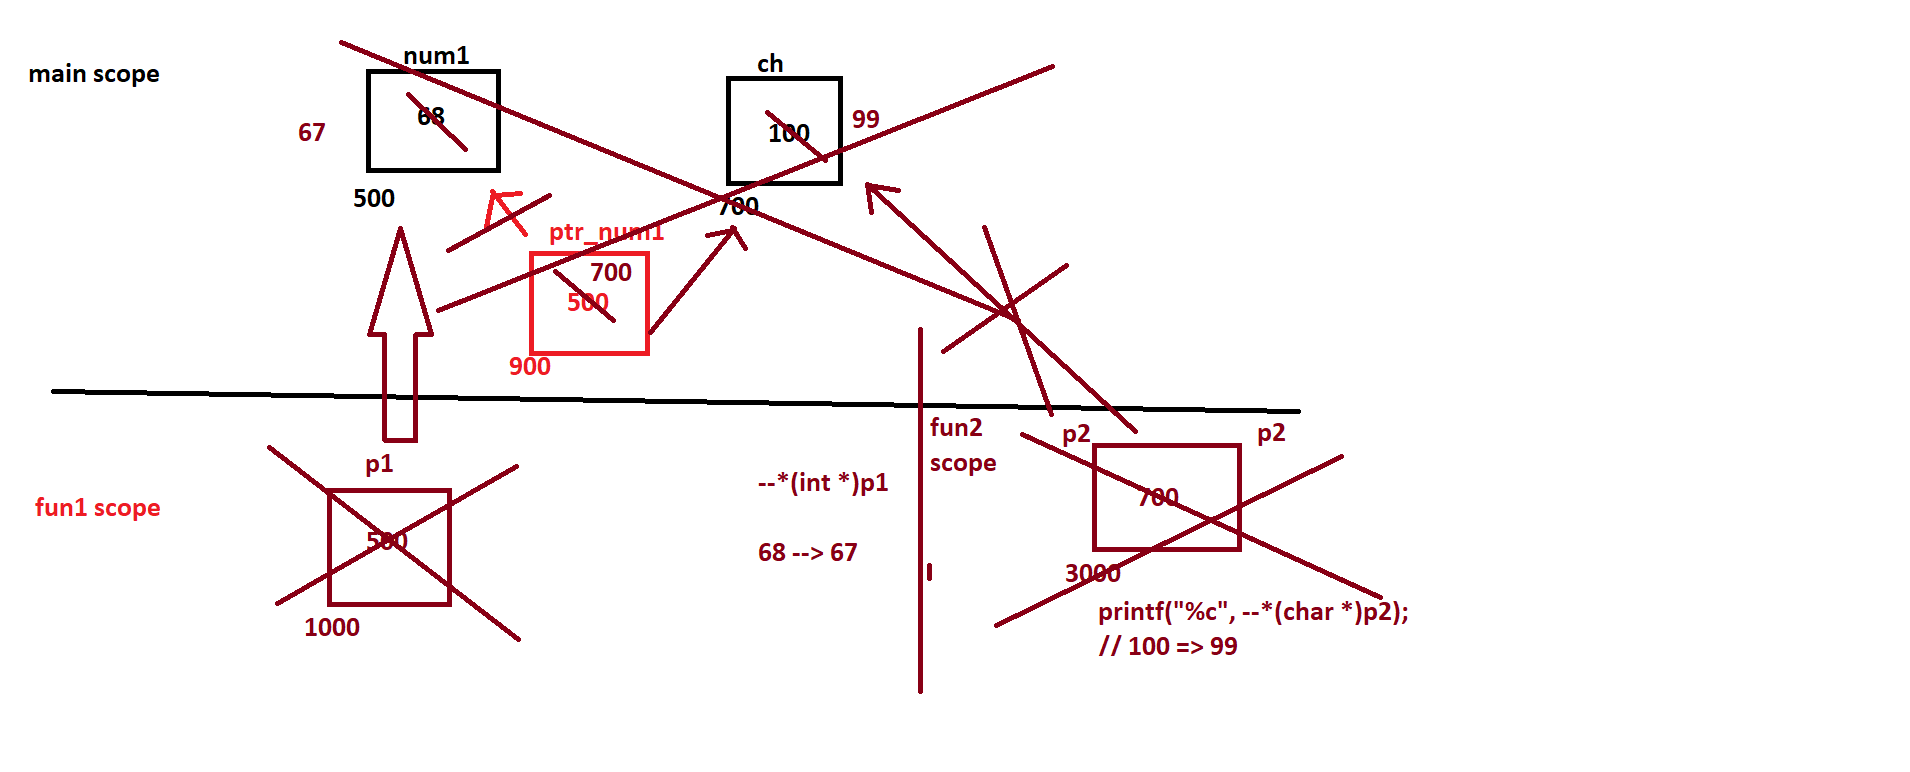 main scope
num1
68
67
500
ch
100
99
700
ptr_num1
700
500
900
fun1 scope
p1
500
1000
--*(int *)p1
68 --> 67
fun2
scope
p2
p2
700
3000
printf("%c", --*(char *)p2);
// 100 => 99